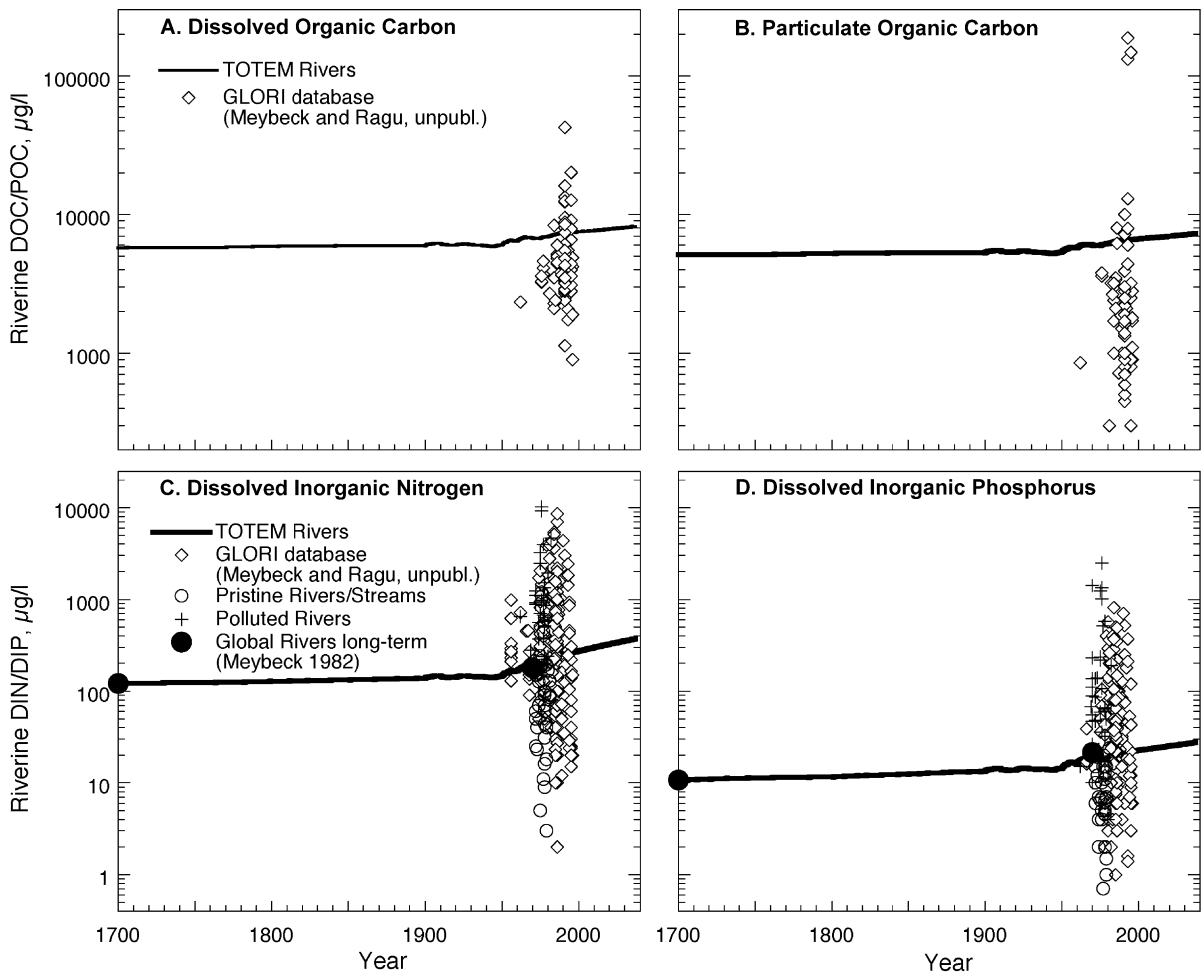 A. Dissolved Organic Carbon
TOTEM Rivers
GLORI database
(Meybeck and Ragu, unpubl.)
100000
10000
1000
Riverine DOC/POC, µg/l
B. Particulate Organic Carbon
C. Dissolved Inorganic Nitrogen
TOTEM Rivers
GLORI database
(Meybeck and Ragu, unpubl.)
Pristine Rivers/Streams
Polluted Rivers
Global Rivers long-term
(Meybeck 1982)
10000
1000
100
10
1
Riverine DIN/DIP, µg/l
1700
1800
1900
2000
Year
D. Dissolved Inorganic Phosphorus
1700
1800
1900
2000
Year